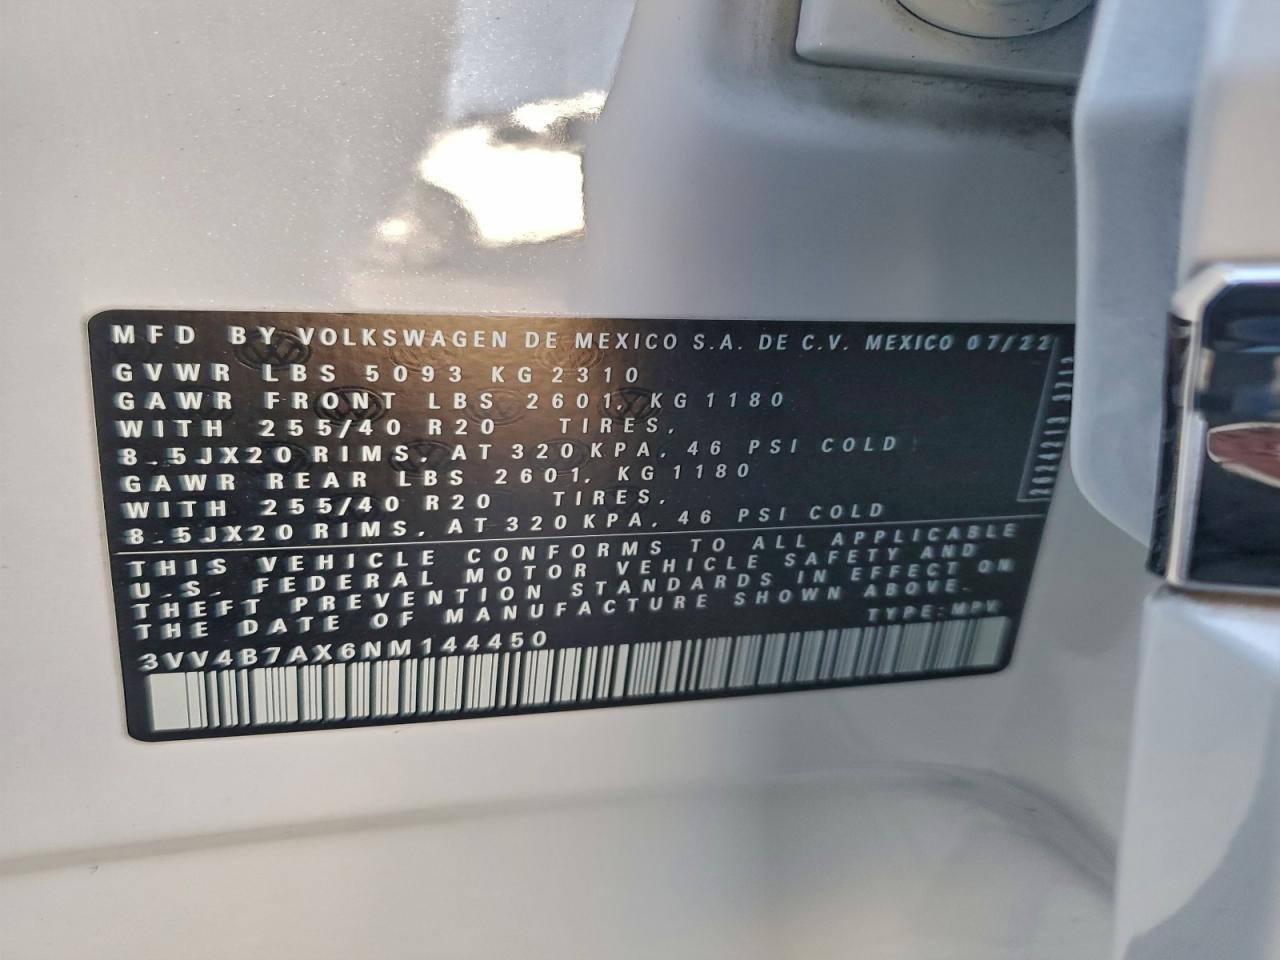 MFD BY VOLKSWAGEN DE MEXICO S.A. DE C.V. MEXICO 07/22
GVWR LBS 5093 KG 2310
GAWR FRONT LBS 2601, KG 1180
WITH 255/40 R20 TIRES,
8.5JX20 RIMS, AT 320 KPA, 46 PSI COLD
GAWR REAR LBS 2601, KG 1180
WITH 255/40 R20 TIRES,
8.5JX20 RIMS, AT 320 KPA, 46 PSI COLD
THIS VEHICLE CONFORMS TO ALL APPLICABLE
U.S. FEDERAL MOTOR VEHICLE SAFETY AND
THEFT PREVENTION STANDARDS IN EFFECT ON
THE DATE OF MANUFACTURE SHOWN ABOVE.
TYPE:MPV
3VV4B7AX6NM144450